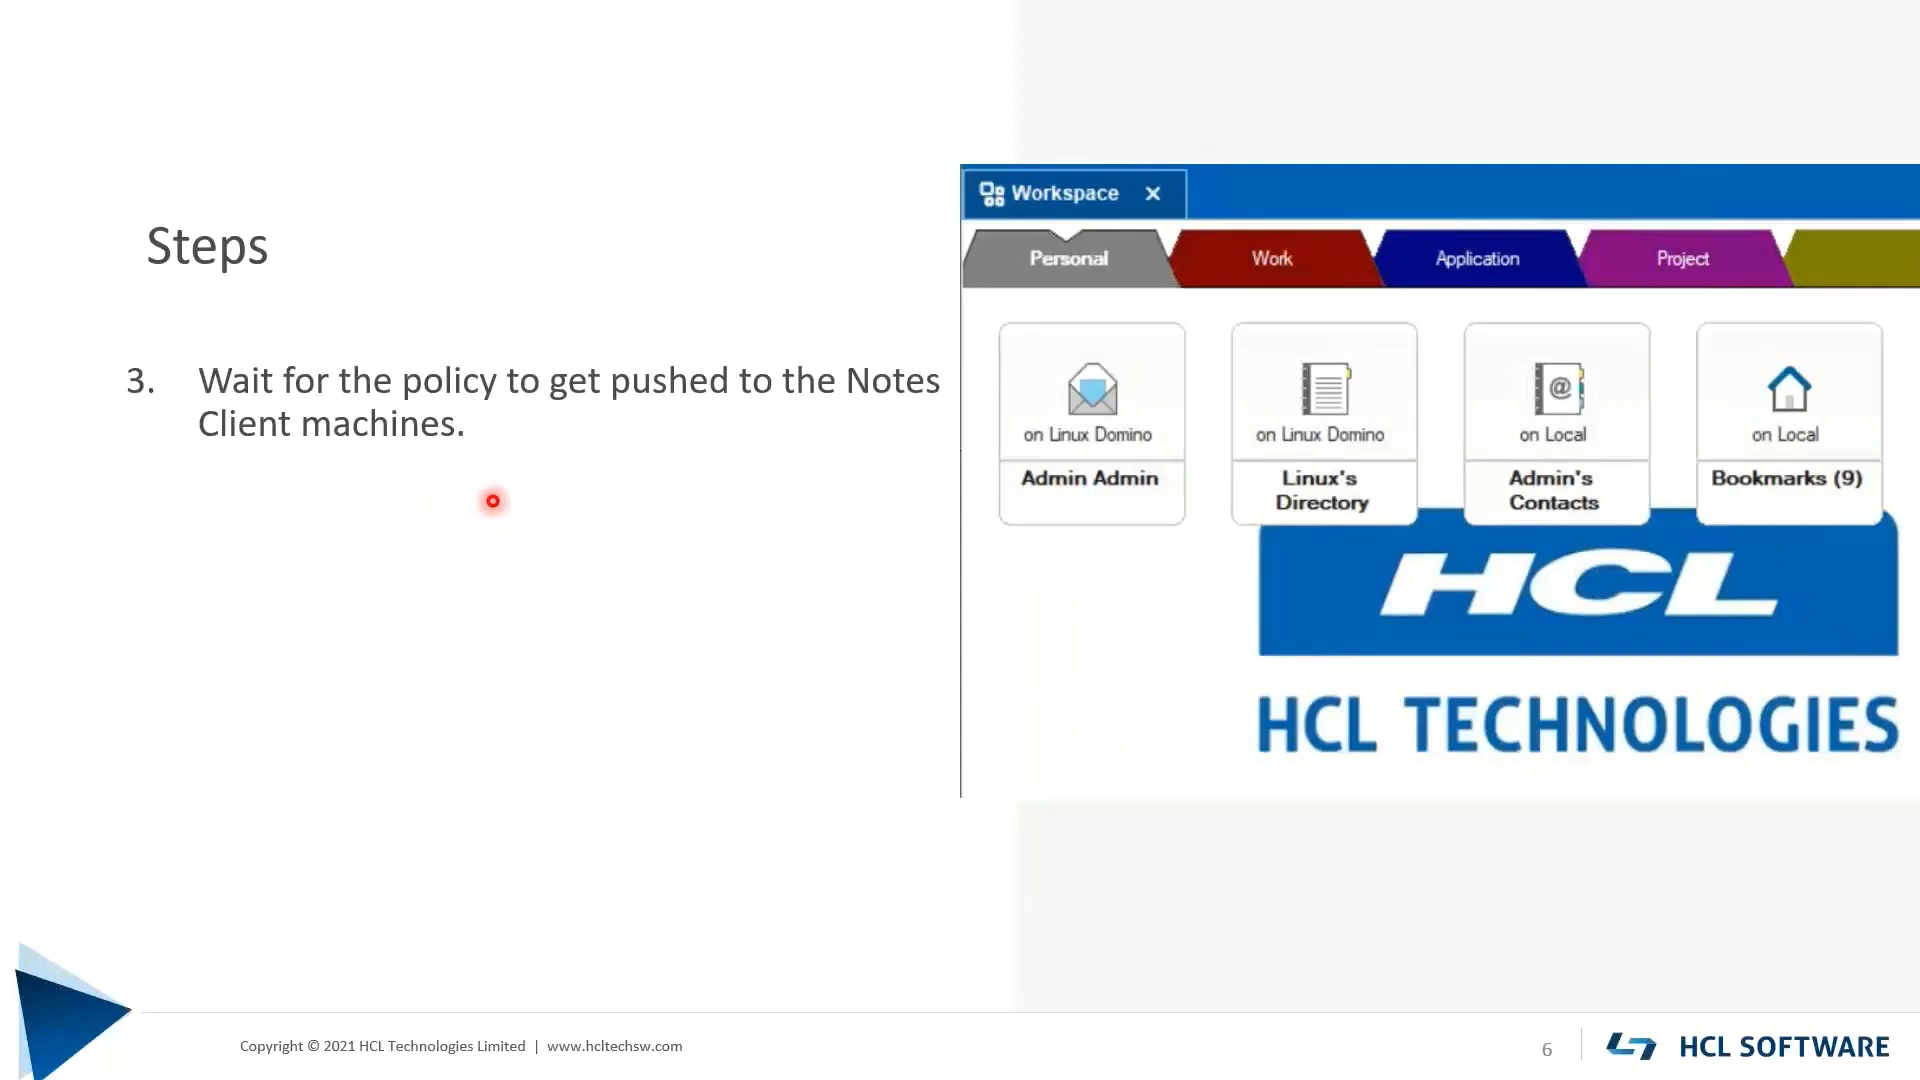 Steps
3. Wait for the policy to get pushed to the Notes
Client machines.
Workspace
Personal
Work
Application
Project
on Linux Domino
Admin Admin
on Linux Domino
Linux's
Directory
@
on Local
Admin's
Contacts
on Local
Bookmarks (9)
HCL
HCL TECHNOLOGIES
Copyright © 2021 HCL Technologies Limited | www.hcltechsw.com
6
HCL SOFTWARE